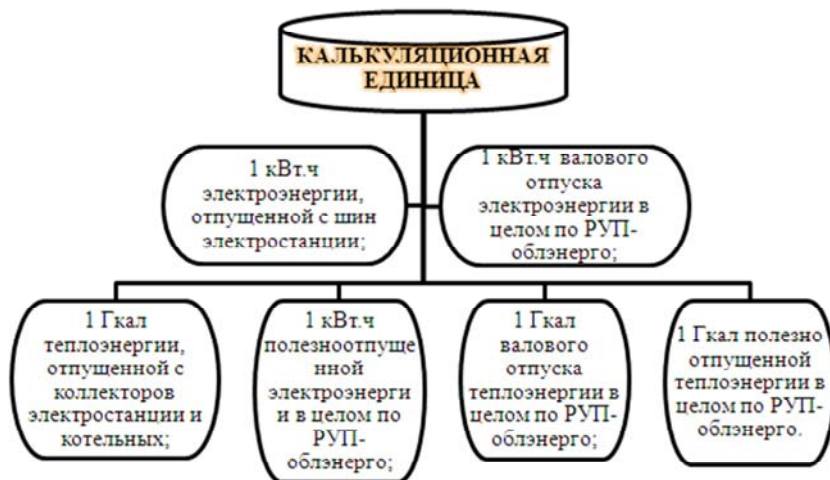 КАЛЬКУЛЯЦИОННАЯ
ЕДИНИЦА
1 кВт.ч
электроэнергии,
отпущенной с шин
электростанции;
1 кВт.ч валового
отпуска
электроэнергии в
целом по РУП-
облэнерго;
1 Гкал
теплоэнергии,
отпущенной с
коллекторов
электростанции и
котельных;
1 кВт.ч
полезноотпуще
нной
электроэнерги
и в целом по
РУП-
облэнерго;
1 Гкал
валового
отпуска
теплоэнергии в
целом по РУП-
облэнерго;
1 Гкал полезно
отпущенной
теплоэнергии в
целом по РУП-
облэнерго.